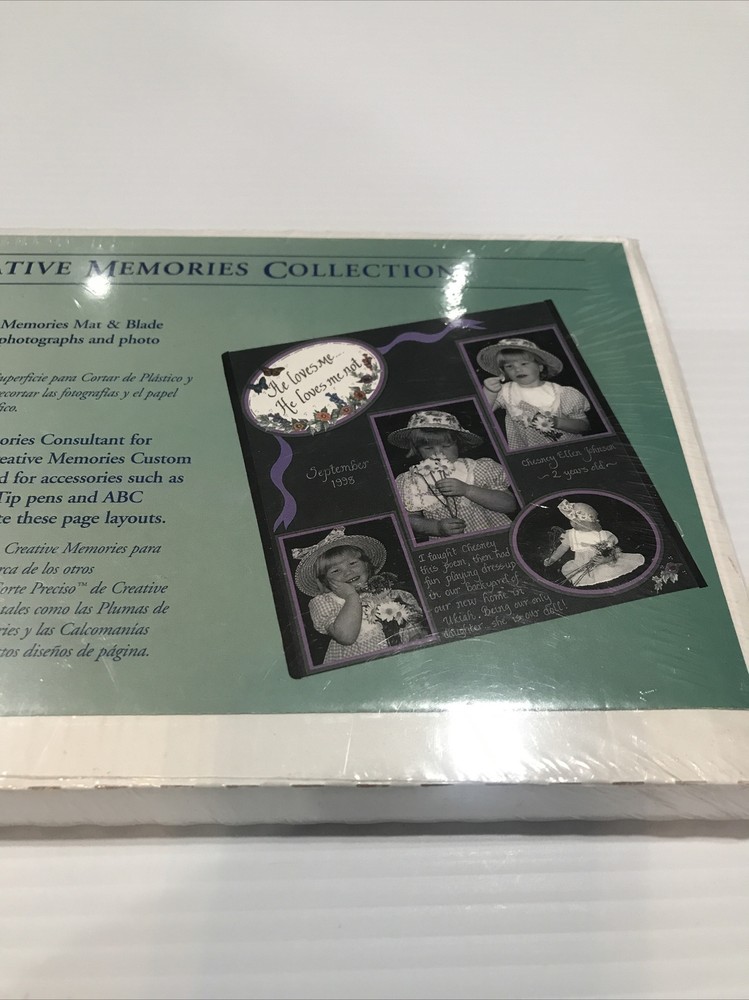 ATIVE MEMORIES COLLECTION
Memories Mat & Blade
photographs and photo
uperficie para Cortar de Plástico y
recortar las fotografías y el papel
fico.
ories Consultant for
eative Memories Custom
d for accessories such as
Tip pens and ABC
te these page layouts.
Creative Memories para
erca de los otros
Corte Preciso™ de Creative
tales como las Plumas de
ries y las Calcomanías
tos diseños de página.
He loves me...
He loves me not!
September
1998
Chesney Ellen Johnson
~ 2 years old ~
I taught Chesney
this poem, then had
fun playing dress-up
in our backyard of
our new home in
Ukiah. Being our only
daughter - she is our doll!